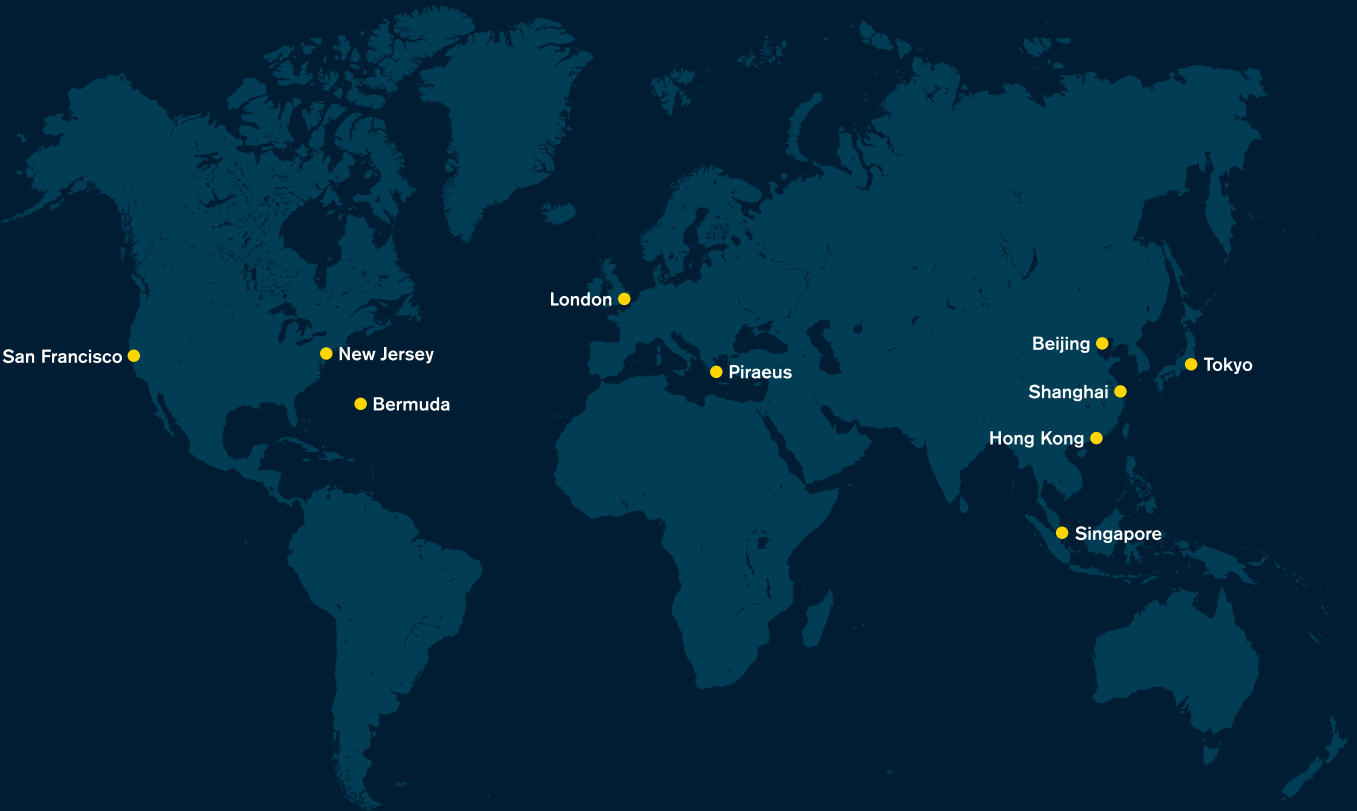 London
Beijing
New Jersey
San Francisco
Tokyo
Piraeus
Shanghai
Bermuda
Hong Kong
Singapore